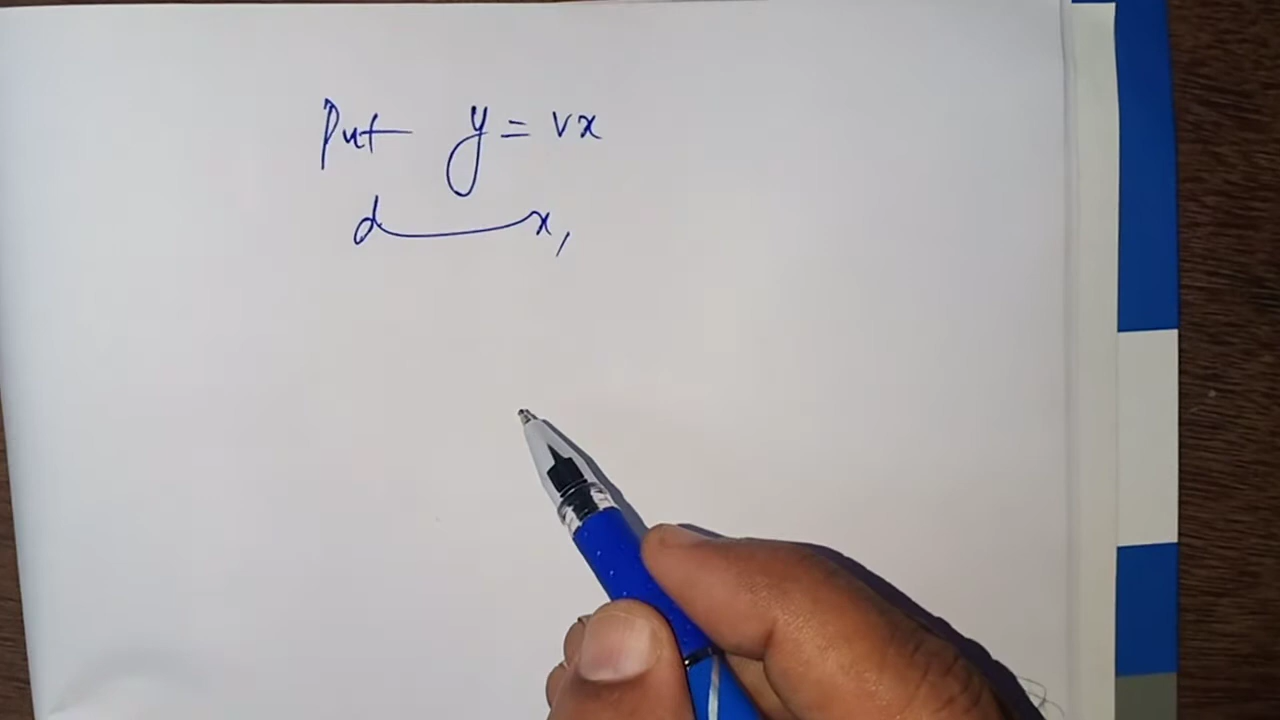 Put y = vx
d——x,